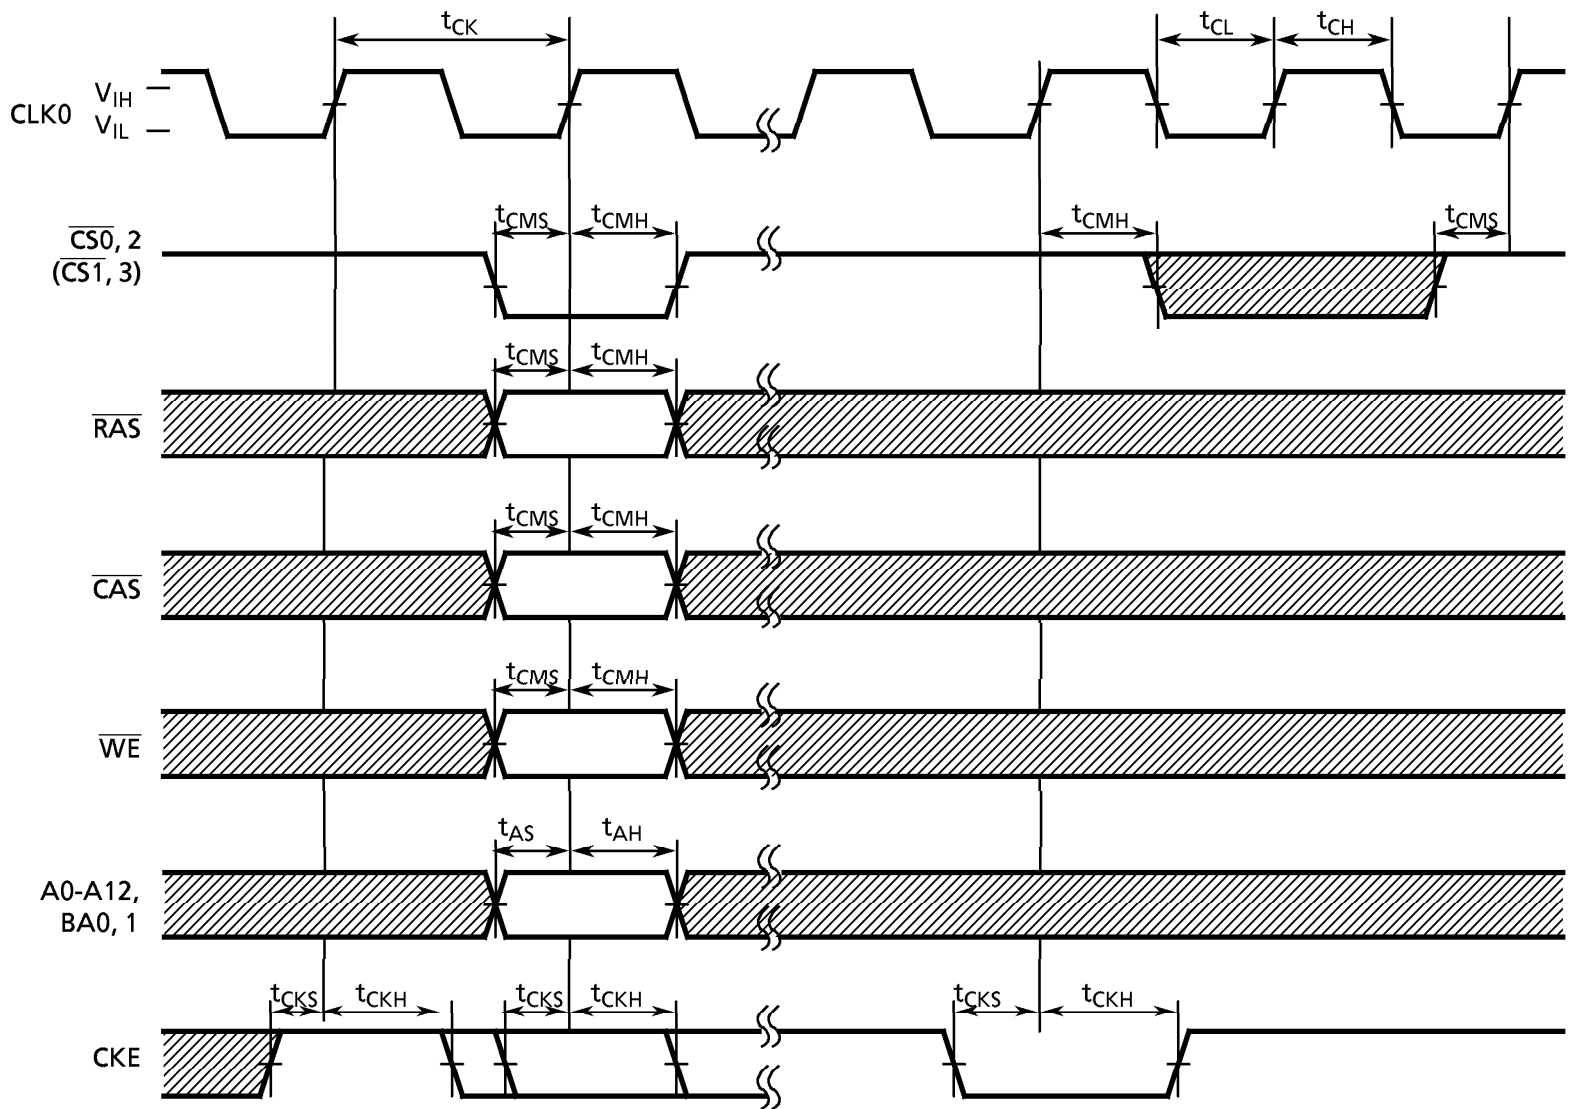 tCK
tCL
tCH
CLK0
VIH
VIL
CS0, 2
(CS1, 3)
tCMS
tCMH
tCMH
tCMS
RAS
tCMS
tCMH
CAS
tCMS
tCMH
WE
tCMS
tCMH
A0-A12,
BA0, 1
tAS
tAH
CKE
tCKS
tCKH
tCKS
tCKH
tCKS
tCKH